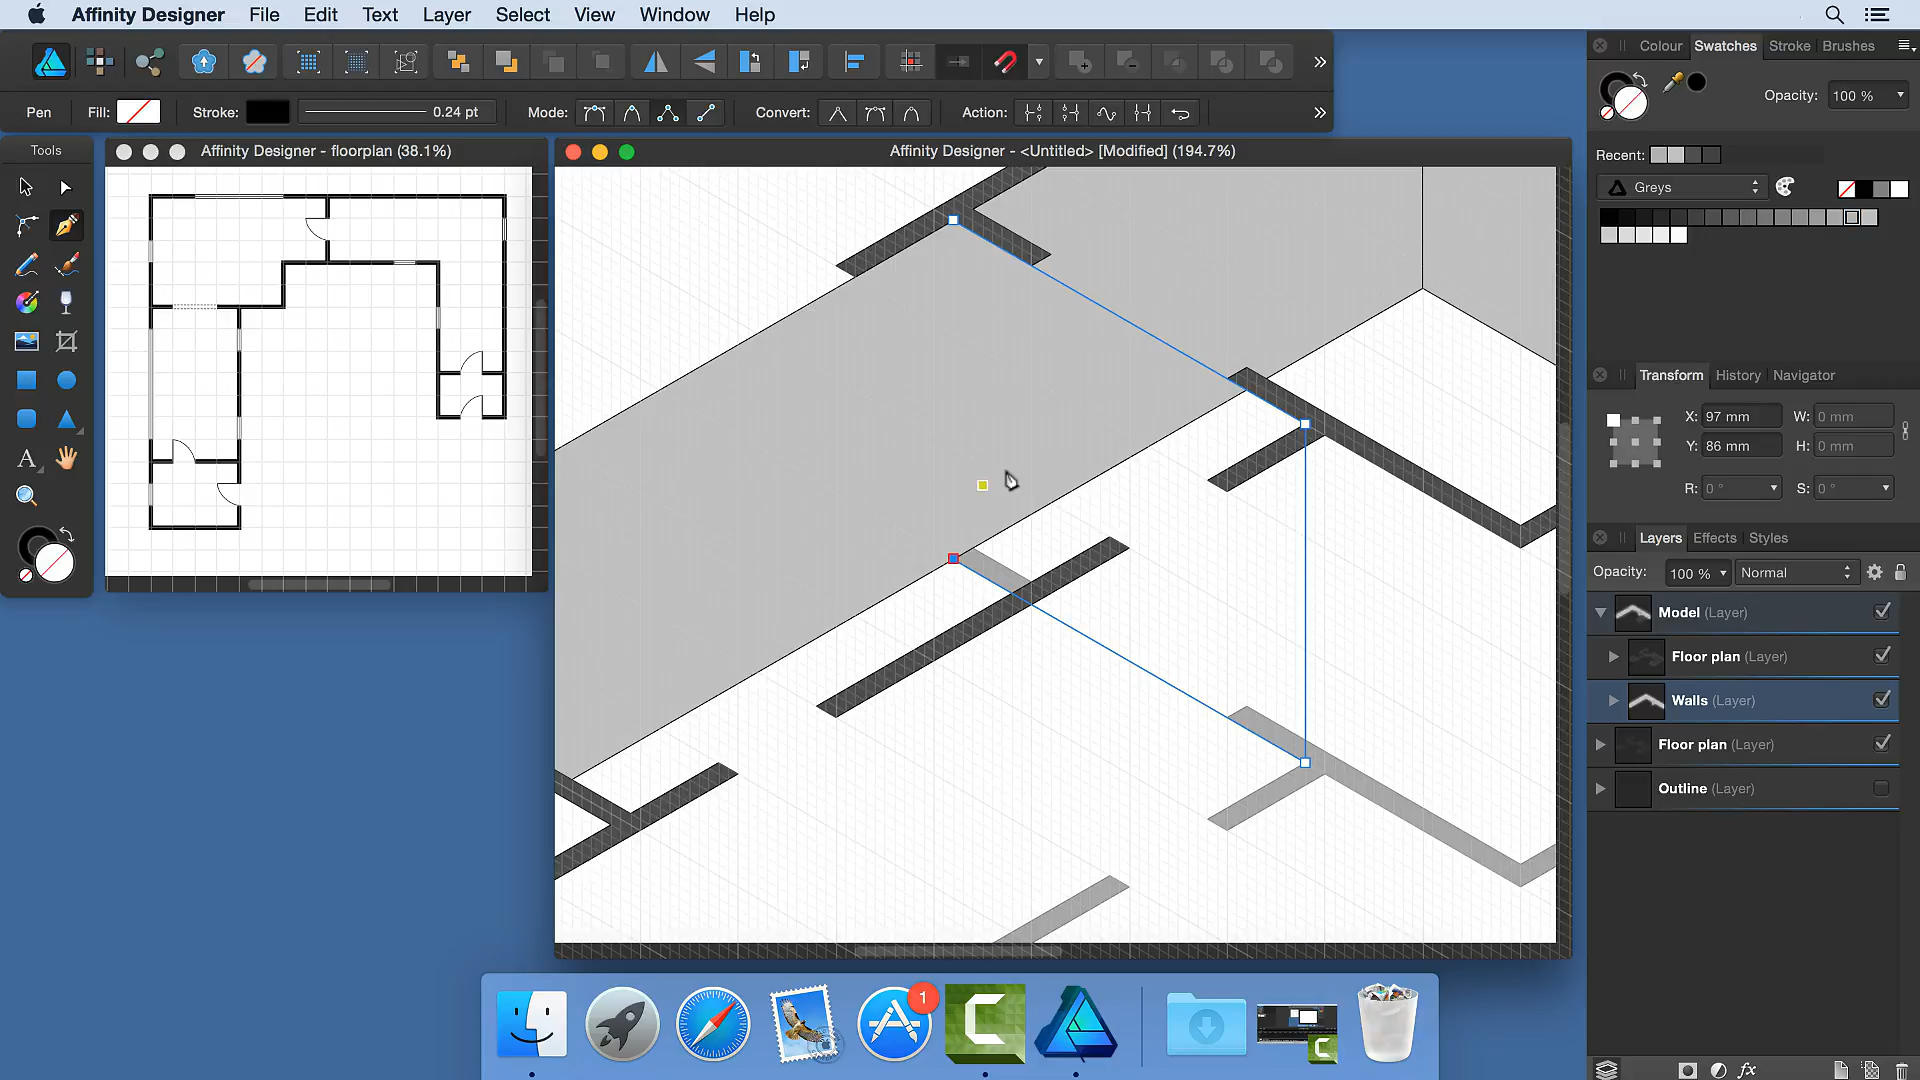 Affinity Designer File Edit Text Layer Select View Window Help
Pen Fill: Stroke: 0.24 pt Mode: Convert: Action:
Tools
Affinity Designer - floorplan (38.1%)
Affinity Designer - <Untitled> [Modified] (194.7%)
Colour Swatches Stroke Brushes
Opacity: 100 %
Recent:
Greys
Transform History Navigator
X: 97 mm W: 0 mm
Y: 86 mm H: 0 mm
R: 0 ° S: 0 °
Layers Effects Styles
Opacity: 100 % Normal
Model (Layer)
Floor plan (Layer)
Walls (Layer)
Floor plan (Layer)
Outline (Layer)
A
fx
1
C
C